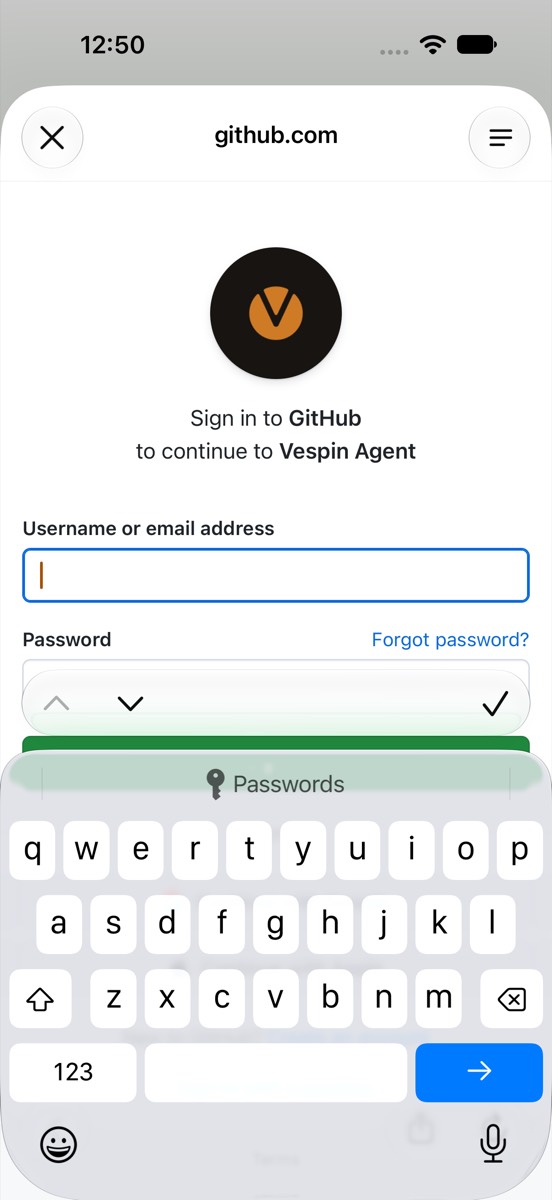 12:50
github.com
Sign in to GitHub
to continue to Vespin Agent
Username or email address
Password Forgot password?
Passwords
q w e r t y u i o p
a s d f g h j k l
z x c v b n m
123